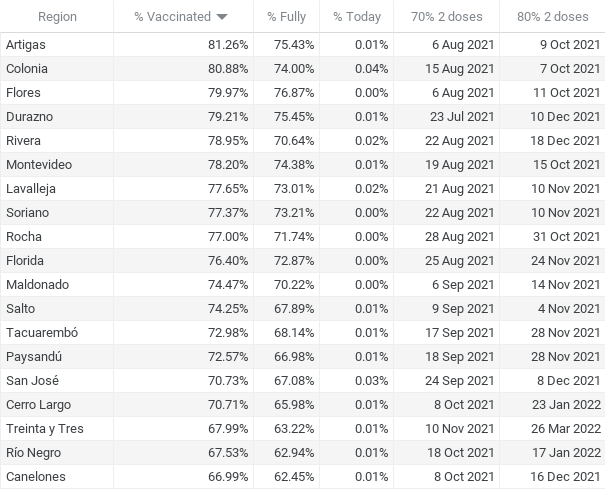 Region % Vaccinated % Fully % Today 70% 2 doses 80% 2 doses
Artigas 81.26% 75.43% 0.01% 6 Aug 2021 9 Oct 2021
Colonia 80.88% 74.00% 0.04% 15 Aug 2021 7 Oct 2021
Flores 79.97% 76.87% 0.00% 6 Aug 2021 11 Oct 2021
Durazno 79.21% 75.45% 0.01% 23 Jul 2021 10 Dec 2021
Rivera 78.95% 70.64% 0.02% 22 Aug 2021 18 Dec 2021
Montevideo 78.20% 74.38% 0.01% 19 Aug 2021 15 Oct 2021
Lavalleja 77.65% 73.01% 0.02% 21 Aug 2021 10 Nov 2021
Soriano 77.37% 73.21% 0.00% 22 Aug 2021 10 Nov 2021
Rocha 77.00% 71.74% 0.00% 28 Aug 2021 31 Oct 2021
Florida 76.40% 72.87% 0.00% 25 Aug 2021 24 Nov 2021
Maldonado 74.47% 70.22% 0.00% 6 Sep 2021 14 Nov 2021
Salto 74.25% 67.89% 0.01% 9 Sep 2021 4 Nov 2021
Tacuarembó 72.98% 68.14% 0.01% 17 Sep 2021 28 Nov 2021
Paysandú 72.57% 66.98% 0.01% 18 Sep 2021 28 Nov 2021
San José 70.73% 67.08% 0.03% 24 Sep 2021 8 Dec 2021
Cerro Largo 70.71% 65.98% 0.01% 8 Oct 2021 23 Jan 2022
Treinta y Tres 67.99% 63.22% 0.01% 10 Nov 2021 26 Mar 2022
Río Negro 67.53% 62.94% 0.01% 18 Oct 2021 17 Jan 2022
Canelones 66.99% 62.45% 0.01% 8 Oct 2021 16 Dec 2021